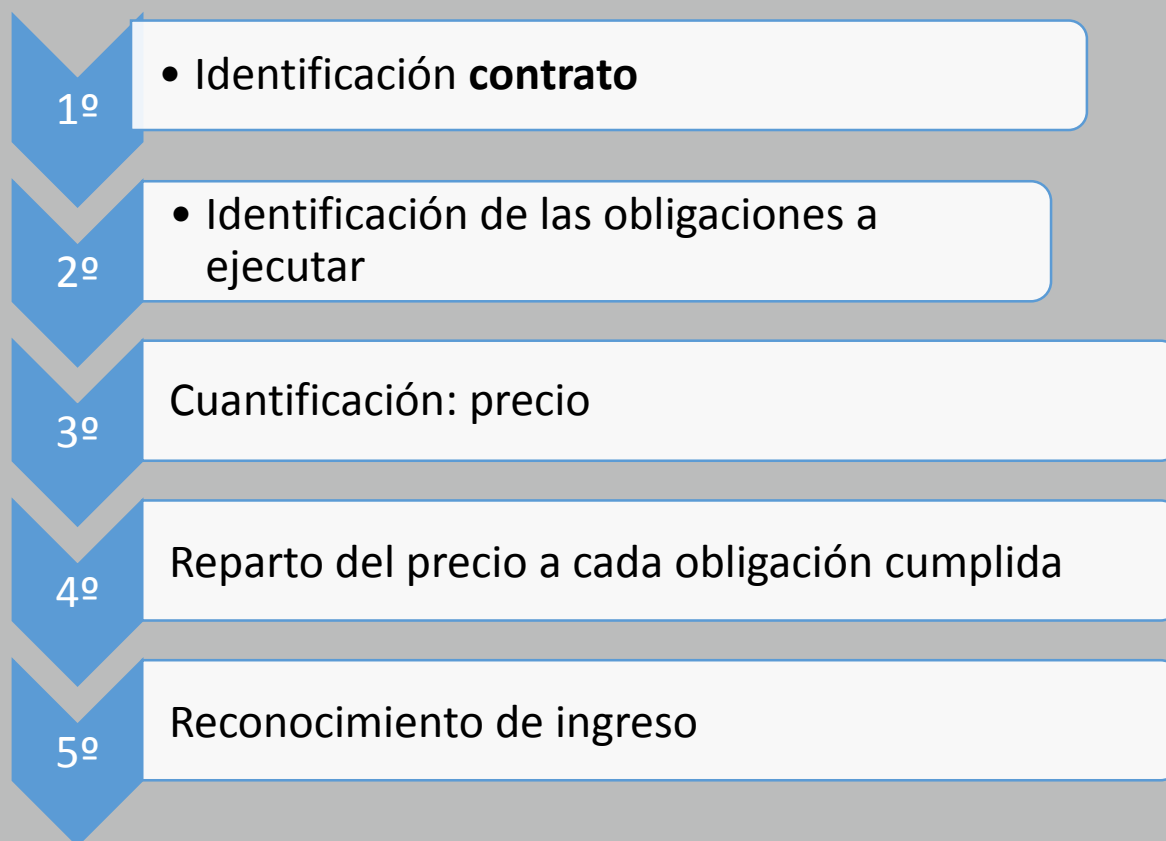 1º
• Identificación contrato
2º
• Identificación de las obligaciones a
ejecutar
3º
Cuantificación: precio
4º
Reparto del precio a cada obligación cumplida
5º
Reconocimiento de ingreso